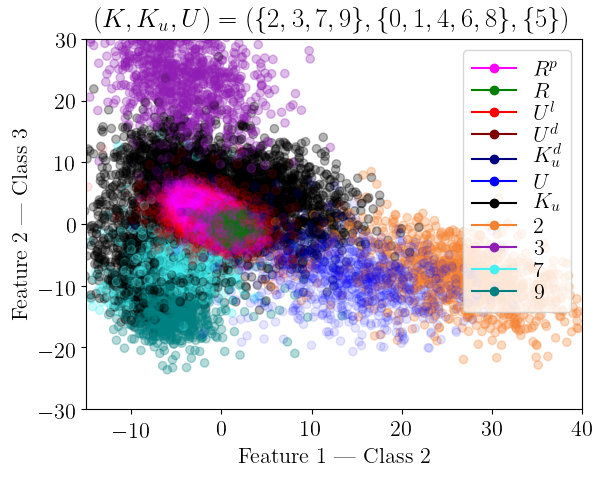 (K, K_u, U) = ({2, 3, 7, 9}, {0, 1, 4, 6, 8}, {5})
30
20
10
0
−10
−20
−30
Feature 2 — Class 3
R^p
R
U^l
U^d
K_u^d
U
K_u
2
3
7
9
−10
0
10
20
30
40
Feature 1 — Class 2